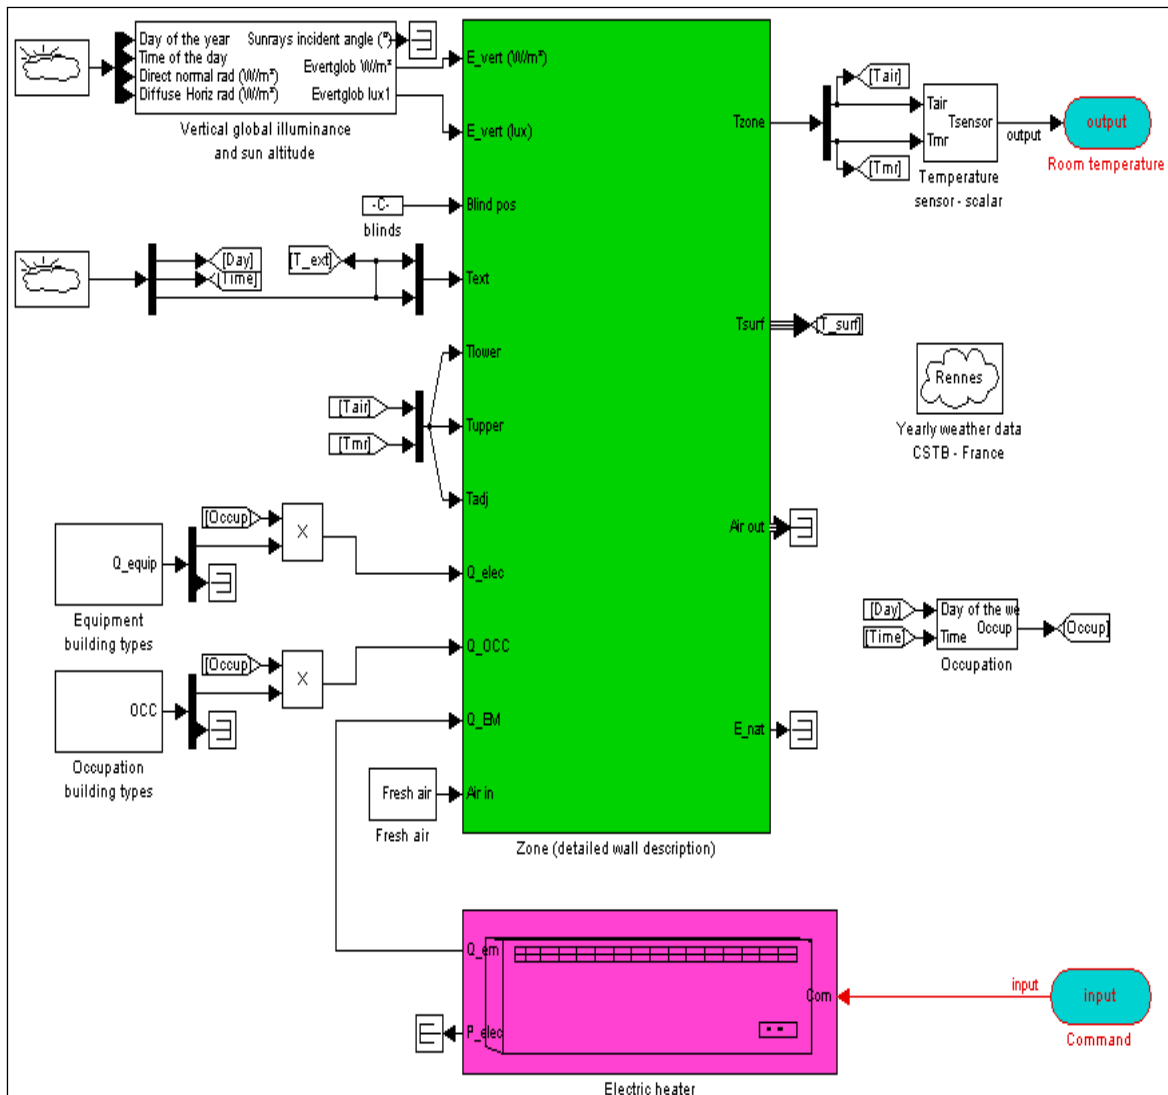 Day of the year
Sunrays incident angle (°)
Time of the day
Evertglob W/m²
Direct normal rad (W/m²)
Diffuse Horiz rad (W/m²)
Evertglob lux1
Vertical global illuminance
and sun altitude
E_vert (W/m²)
E_vert (lux)
Blind pos
-C-
blinds
[Day]
[Time]
[T_ext]
Text
Tlower
Tupper
Tadj
[Tair]
[Tmr]
[Occup]
X
Q_equip
Equipment
building types
Q_elec
[Occup]
X
OCC
Occupation
building types
Q_OCC
Q_EM
Fresh air
Fresh air
Air in
Zone (detailed wall description)
Tzone
Tsurf
Air out
E_nat
[Tair]
[Tmr]
Tair
Tsensor
Tmr
Temperature
sensor - scalar
output
output
Room temperature
[T_surf]
Rennes
Yearly weather data
CSTB - France
[Day]
[Time]
Day of the we
Occup
Time
Occupation
[Occup]
Q_em
P_elec
Com
Electric heater
input
input
Command